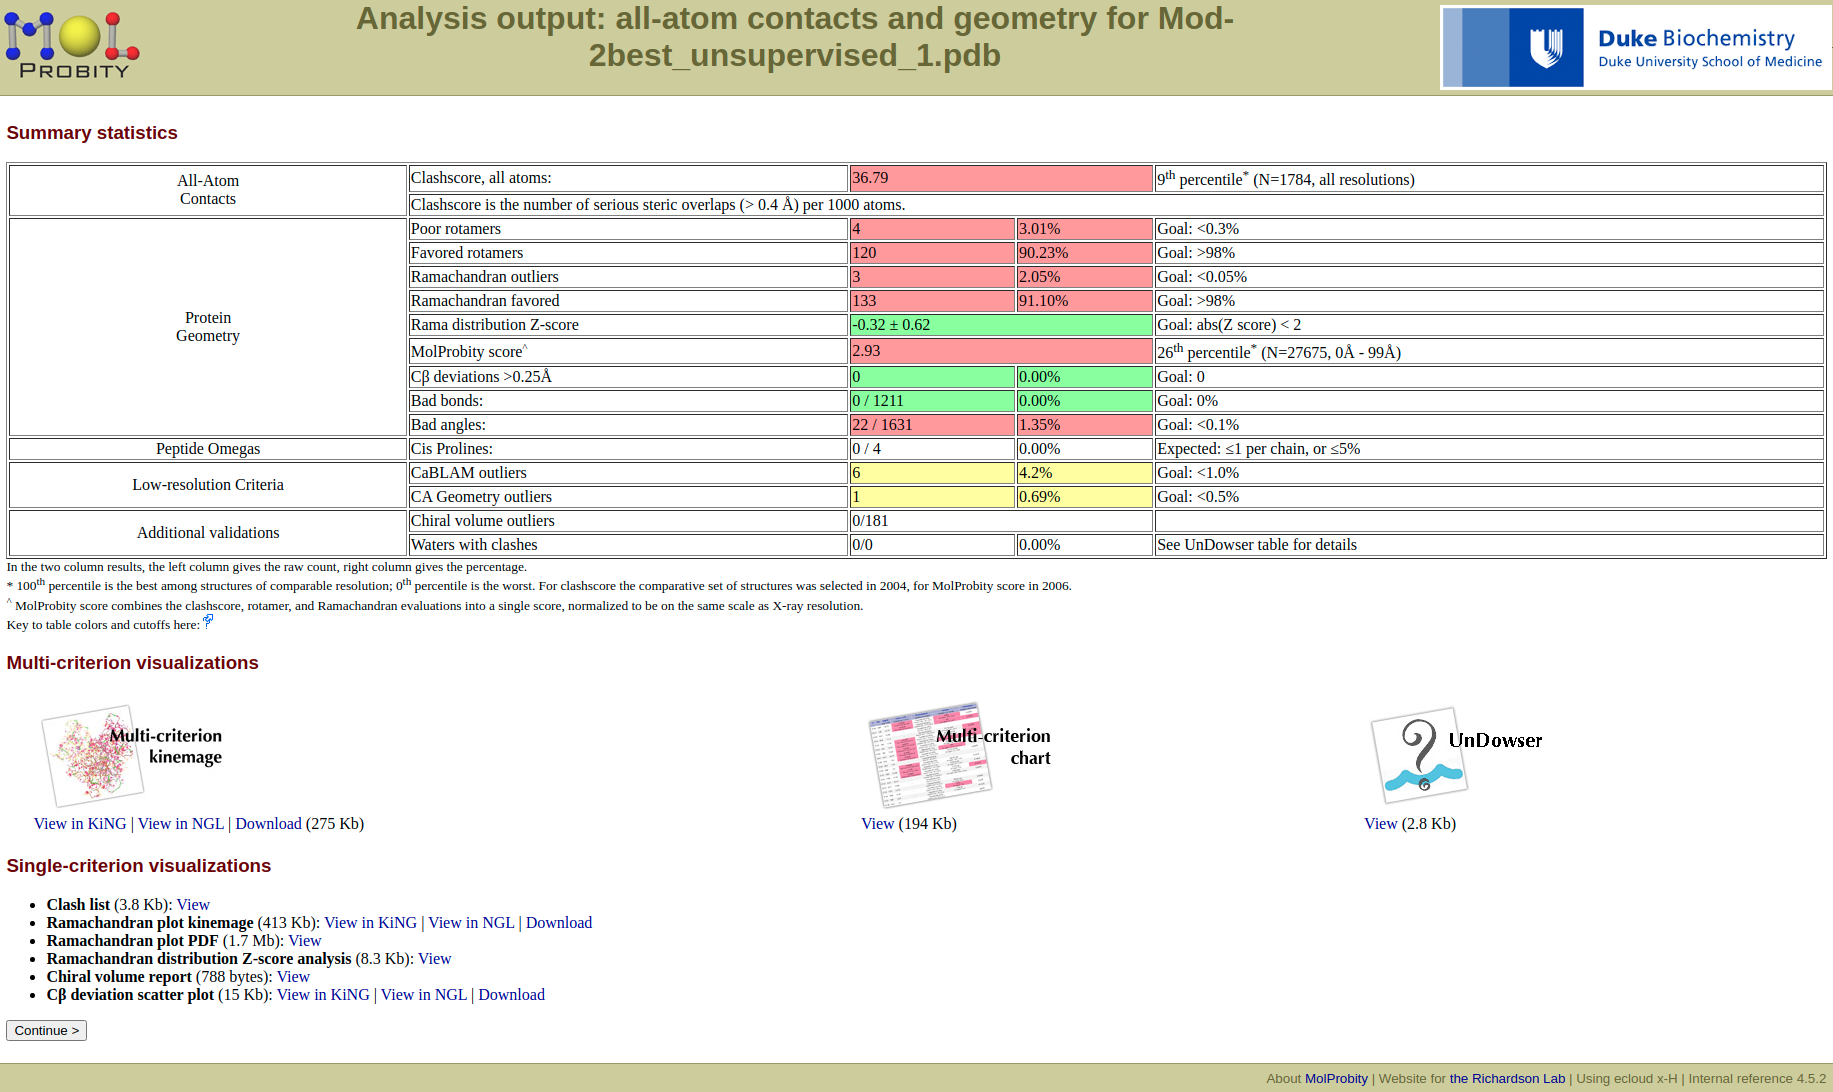 PROBITY
Analysis output: all-atom contacts and geometry for Mod-
2best_unsupervised_1.pdb
Duke Biochemistry
Duke University School of Medicine
Summary statistics
All-Atom
Contacts
Clashscore, all atoms: 36.79 9th percentile* (N=1784, all resolutions)
Clashscore is the number of serious steric overlaps (> 0.4 Å) per 1000 atoms.
Protein
Geometry
Poor rotamers 4 3.01% Goal: <0.3%
Favored rotamers 120 90.23% Goal: >98%
Ramachandran outliers 3 2.05% Goal: <0.05%
Ramachandran favored 133 91.10% Goal: >98%
Rama distribution Z-score -0.32 ± 0.62 Goal: abs(Z score) < 2
MolProbity score^ 2.93 26th percentile* (N=27675, 0Å - 99Å)
Cβ deviations >0.25Å 0 0.00% Goal: 0
Bad bonds: 0 / 1211 0.00% Goal: 0%
Bad angles: 22 / 1631 1.35% Goal: <0.1%
Peptide Omegas Cis Prolines: 0 / 4 0.00% Expected: ≤1 per chain, or ≤5%
Low-resolution Criteria
CaBLAM outliers 6 4.2% Goal: <1.0%
CA Geometry outliers 1 0.69% Goal: <0.5%
Additional validations
Chiral volume outliers 0/181
Waters with clashes 0/0 0.00% See UnDowser table for details
In the two column results, the left column gives the raw count, right column gives the percentage.
* 100th percentile is the best among structures of comparable resolution; 0th percentile is the worst. For clashscore the comparative set of structures was selected in 2004, for MolProbity score in 2006.
^ MolProbity score combines the clashscore, rotamer, and Ramachandran evaluations into a single score, normalized to be on the same scale as X-ray resolution.
Key to table colors and cutoffs here: ?
Multi-criterion visualizations
Multi-criterion
kinemage
Multi-criterion
chart
UnDowser
View in KiNG | View in NGL | Download (275 Kb)
View (194 Kb)
View (2.8 Kb)
Single-criterion visualizations
• Clash list (3.8 Kb): View
• Ramachandran plot kinemage (413 Kb): View in KiNG | View in NGL | Download
• Ramachandran plot PDF (1.7 Mb): View
• Ramachandran distribution Z-score analysis (8.3 Kb): View
• Chiral volume report (788 bytes): View
• Cβ deviation scatter plot (15 Kb): View in KiNG | View in NGL | Download
Continue >
About MolProbity | Website for the Richardson Lab | Using ecloud x-H | Internal reference 4.5.2